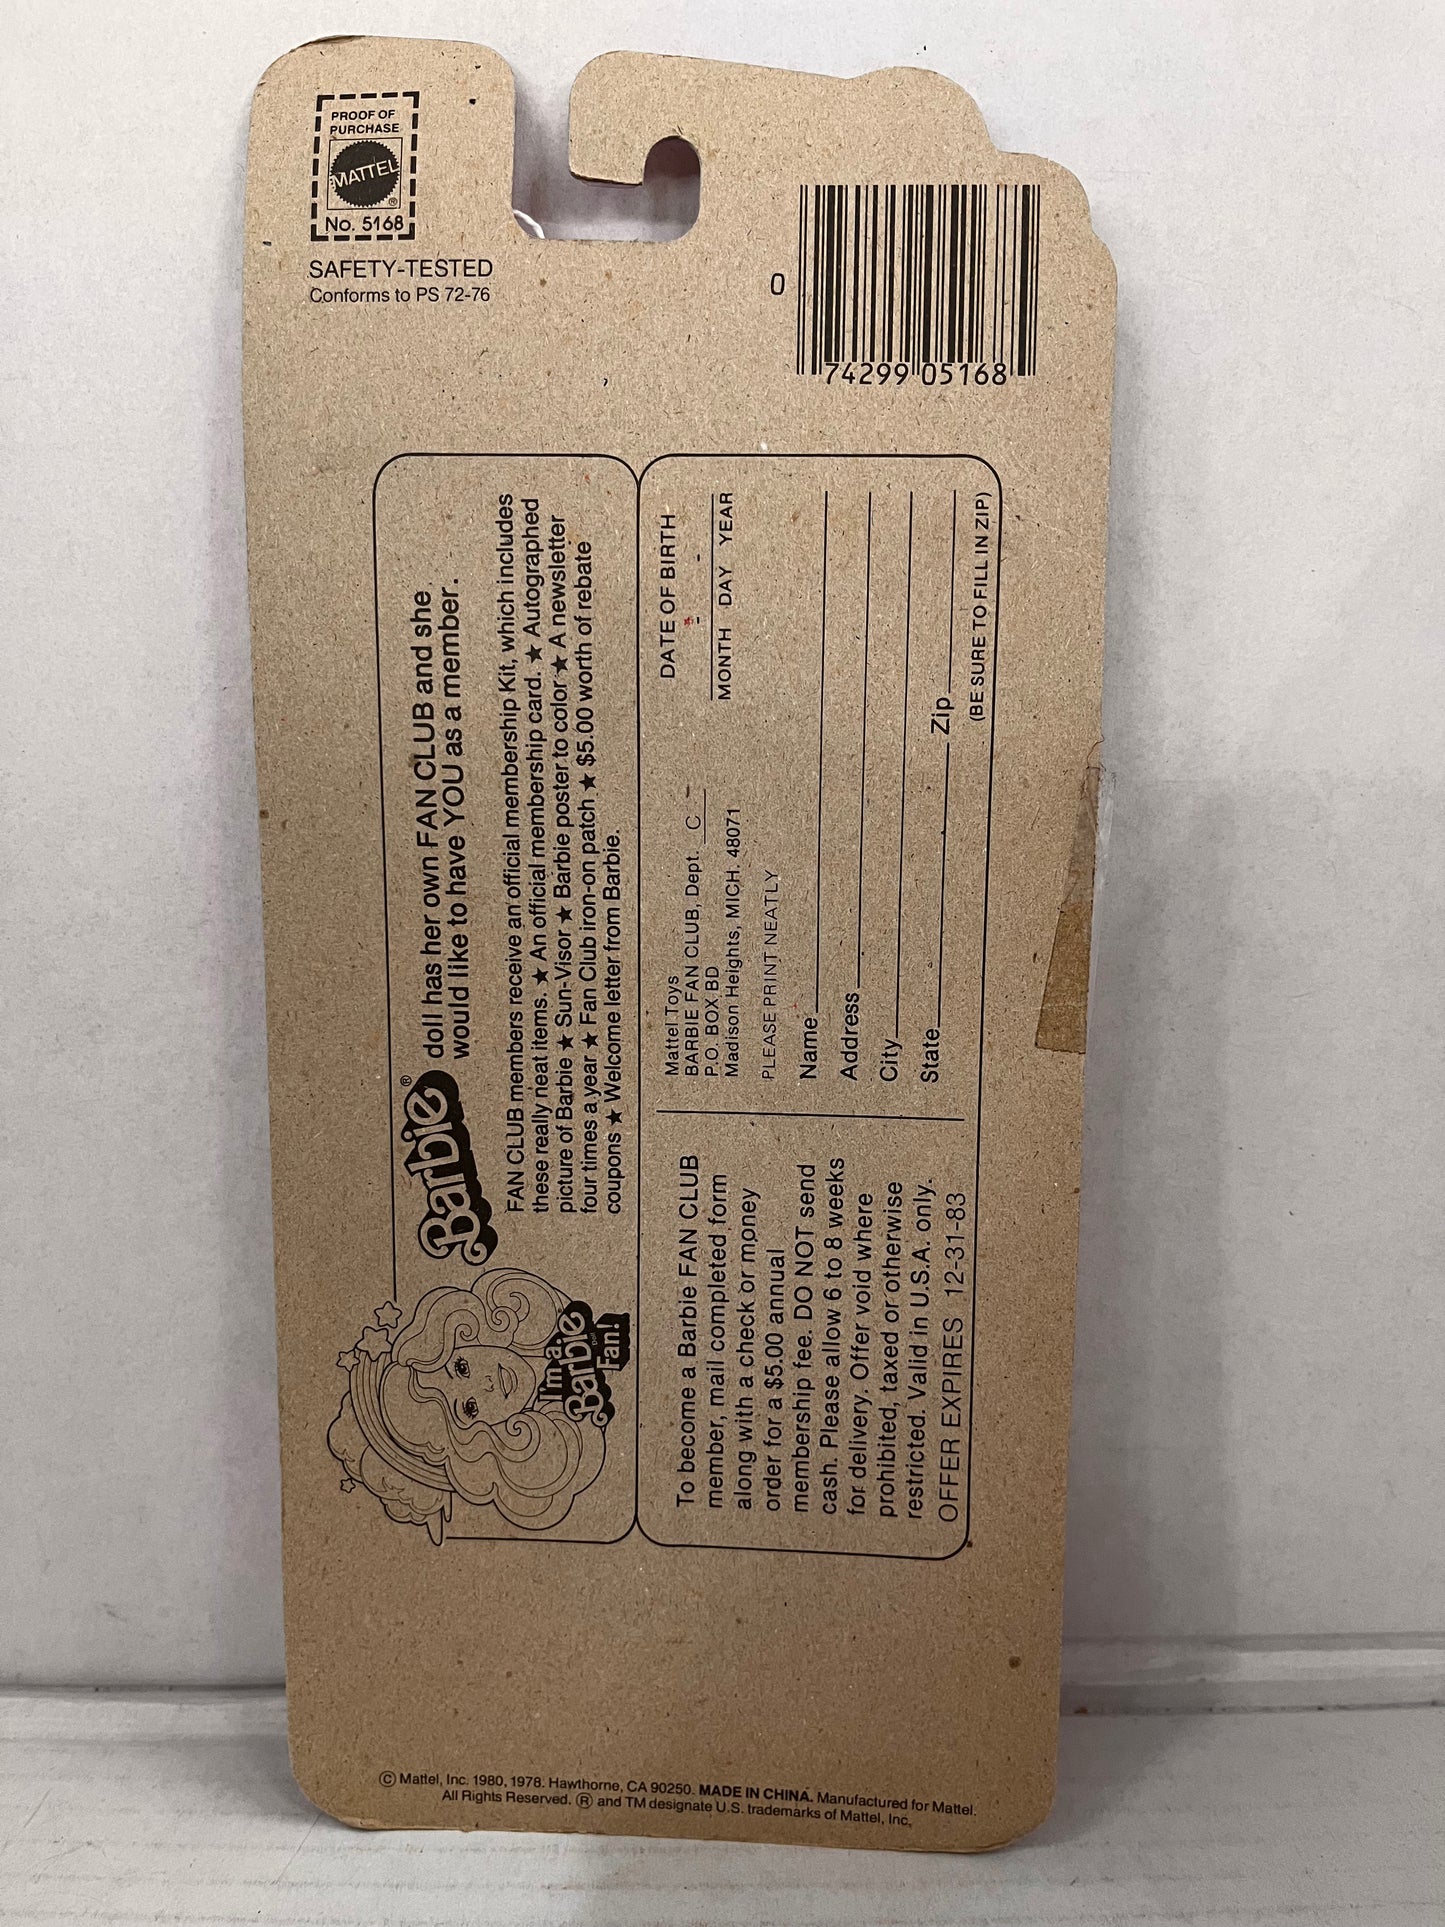 PROOF OF
PURCHASE
MATTEL
®
No. 5168
SAFETY-TESTED
Conforms to PS 72-76
0
74299 05168
Barbie® doll has her own FAN CLUB and she
would like to have YOU as a member.
FAN CLUB members receive an official membership Kit, which includes
these really neat items. ★ An official membership card. ★ Autographed
picture of Barbie ★ Sun-Visor ★ Barbie poster to color ★ A newsletter
four times a year ★ Fan Club iron-on patch ★ $5.00 worth of rebate
coupons ★ Welcome letter from Barbie.
I'm a
Barbie
Doll
Fan!
To become a Barbie FAN CLUB
member, mail completed form
along with a check or money
order for a $5.00 annual
membership fee. DO NOT send
cash. Please allow 6 to 8 weeks
for delivery. Offer void where
prohibited, taxed or otherwise
restricted. Valid in U.S.A. only.
OFFER EXPIRES 12-31-83
Mattel Toys
BARBIE FAN CLUB, Dept. C
P.O. BOX BD
Madison Heights, MICH. 48071
PLEASE PRINT NEATLY
DATE OF BIRTH
- -
MONTH DAY YEAR
Name
Address
City
State Zip
(BE SURE TO FILL IN ZIP)
© Mattel, Inc. 1980, 1978. Hawthorne, CA 90250. MADE IN CHINA. Manufactured for Mattel.
All Rights Reserved. ® and TM designate U.S. trademarks of Mattel, Inc.